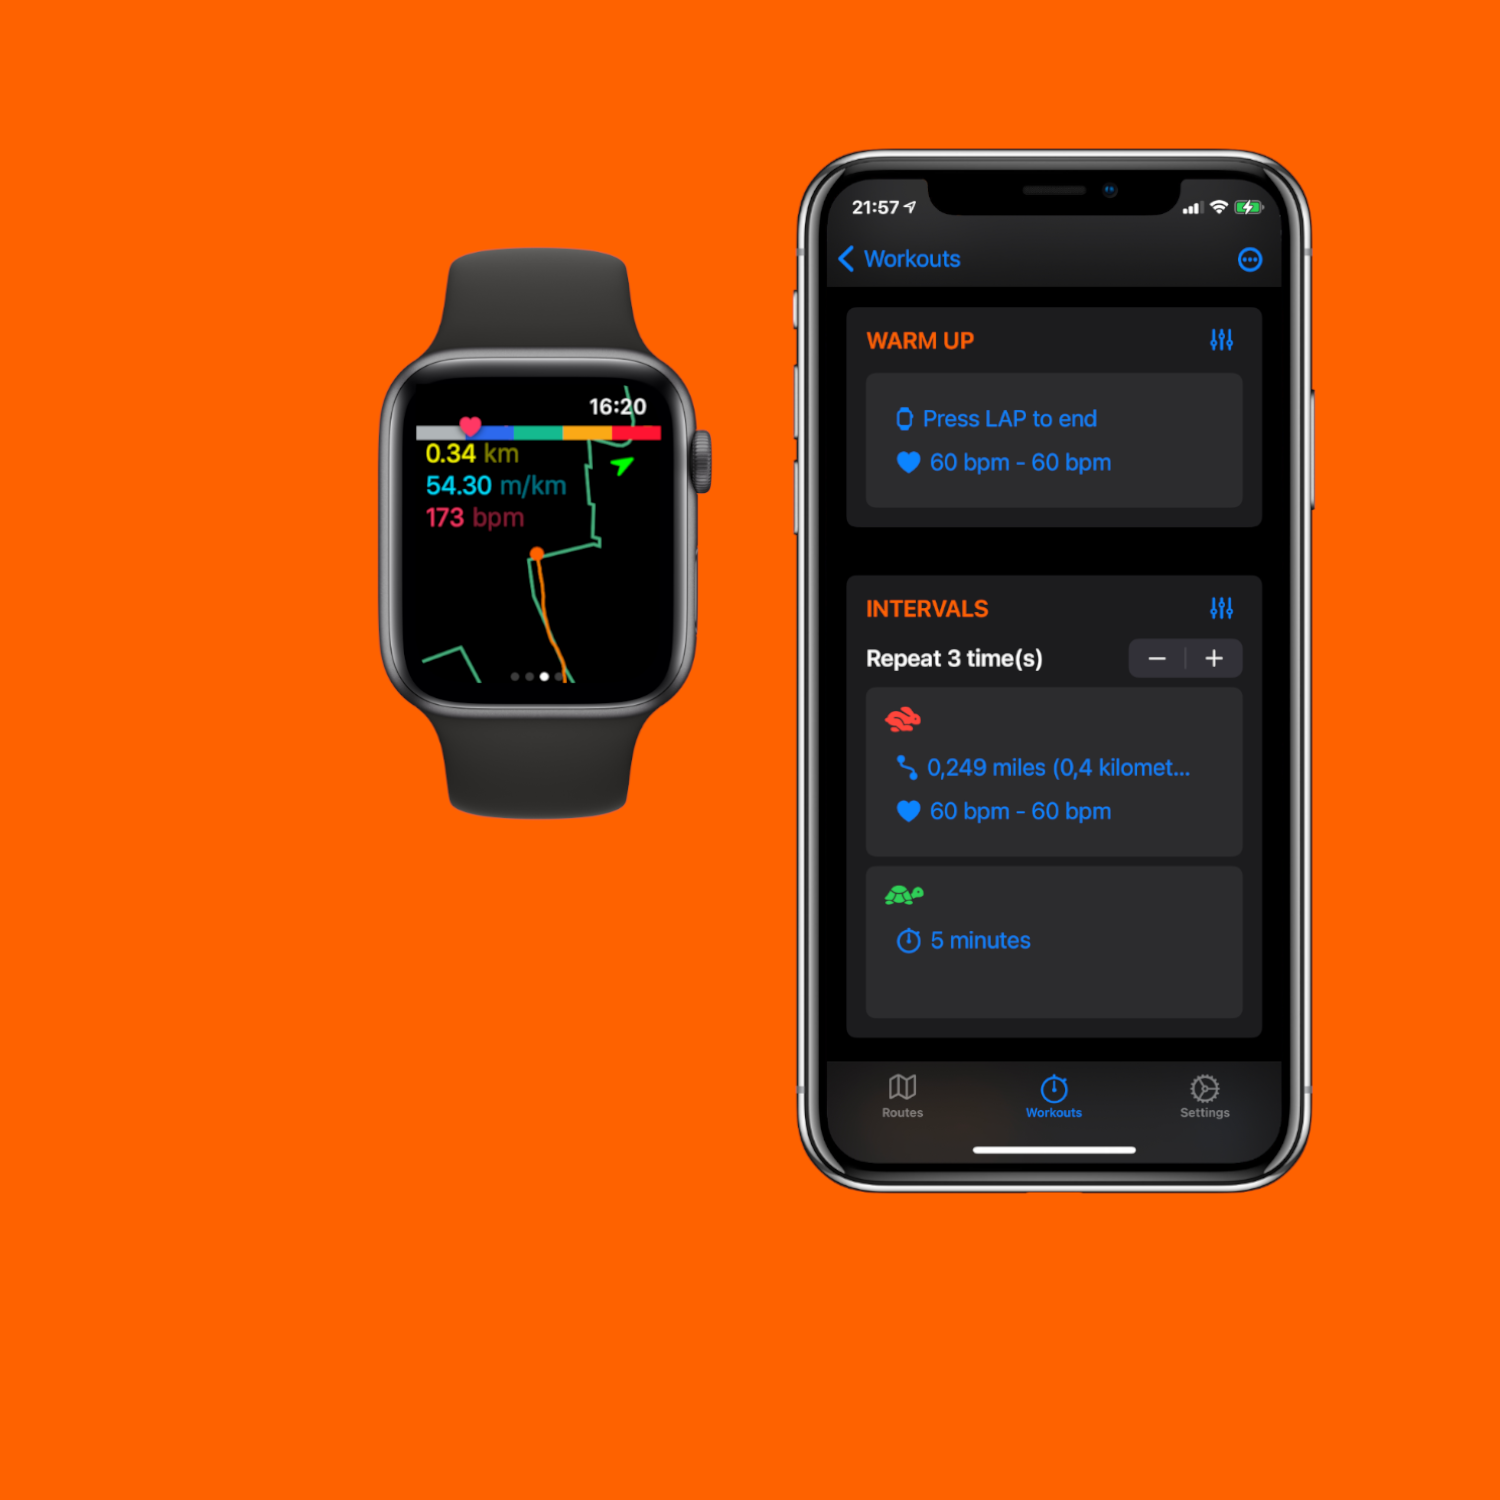 16:20
0.34 km
54.30 m/km
173 bpm
21:57
Workouts
WARM UP
Press LAP to end
60 bpm - 60 bpm
INTERVALS
Repeat 3 time(s)
0,249 miles (0,4 kilomet...
60 bpm - 60 bpm
5 minutes
Routes
Workouts
Settings